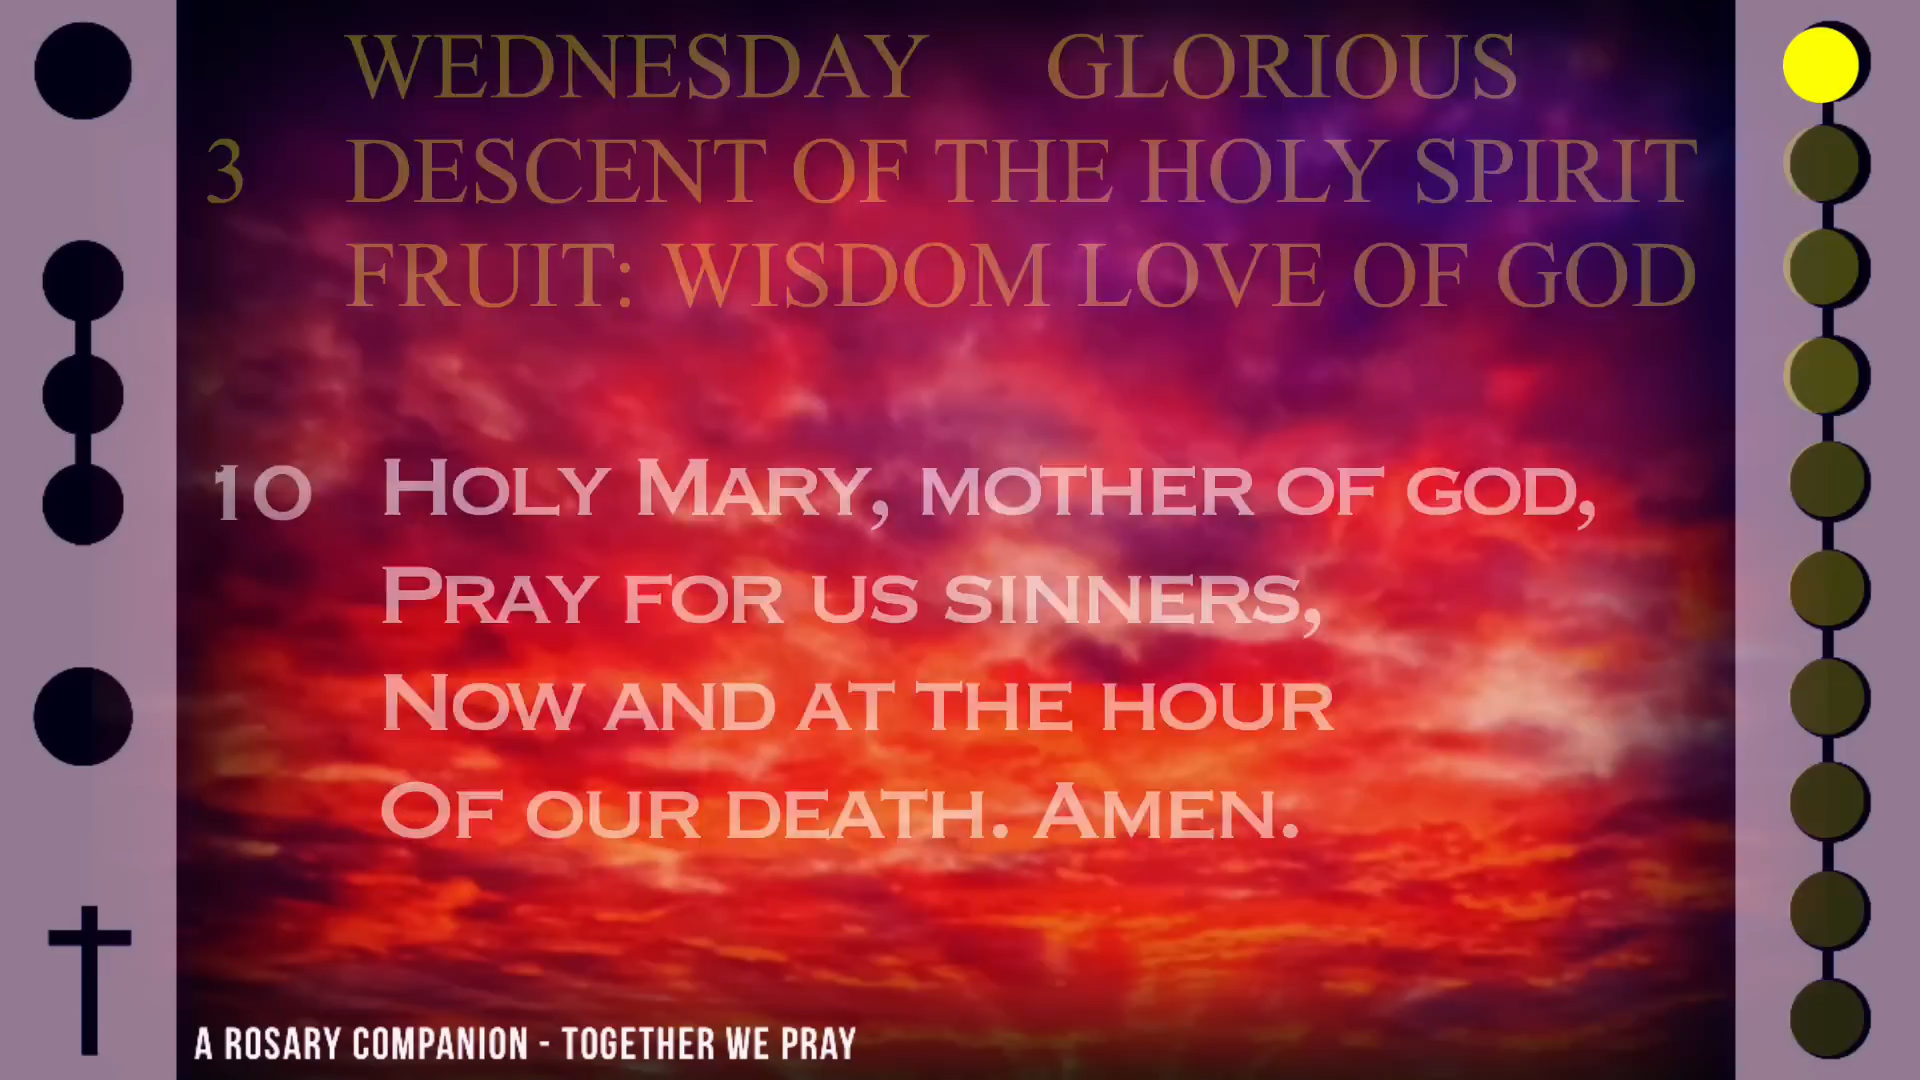 WEDNESDAY GLORIOUS
3 DESCENT OF THE HOLY SPIRIT
FRUIT: WISDOM LOVE OF GOD
10 HOLY MARY, MOTHER OF GOD,
PRAY FOR US SINNERS,
NOW AND AT THE HOUR
OF OUR DEATH. AMEN.
A ROSARY COMPANION - TOGETHER WE PRAY